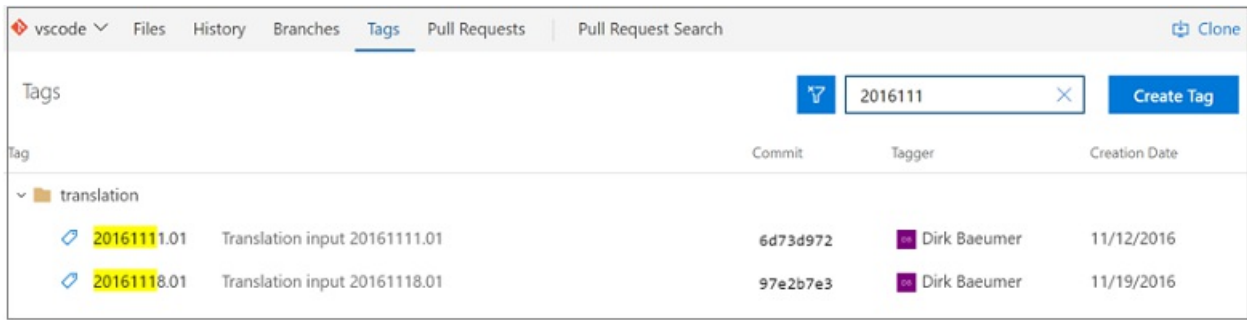 vscode Files History Branches Tags Pull Requests Pull Request Search Clone
Tags 2016111 Create Tag
Tag Commit Tagger Creation Date
translation
20161111.01 Translation input 20161111.01 6d73d972 Dirk Baeumer 11/12/2016
20161118.01 Translation input 20161118.01 97e2b7e3 Dirk Baeumer 11/19/2016